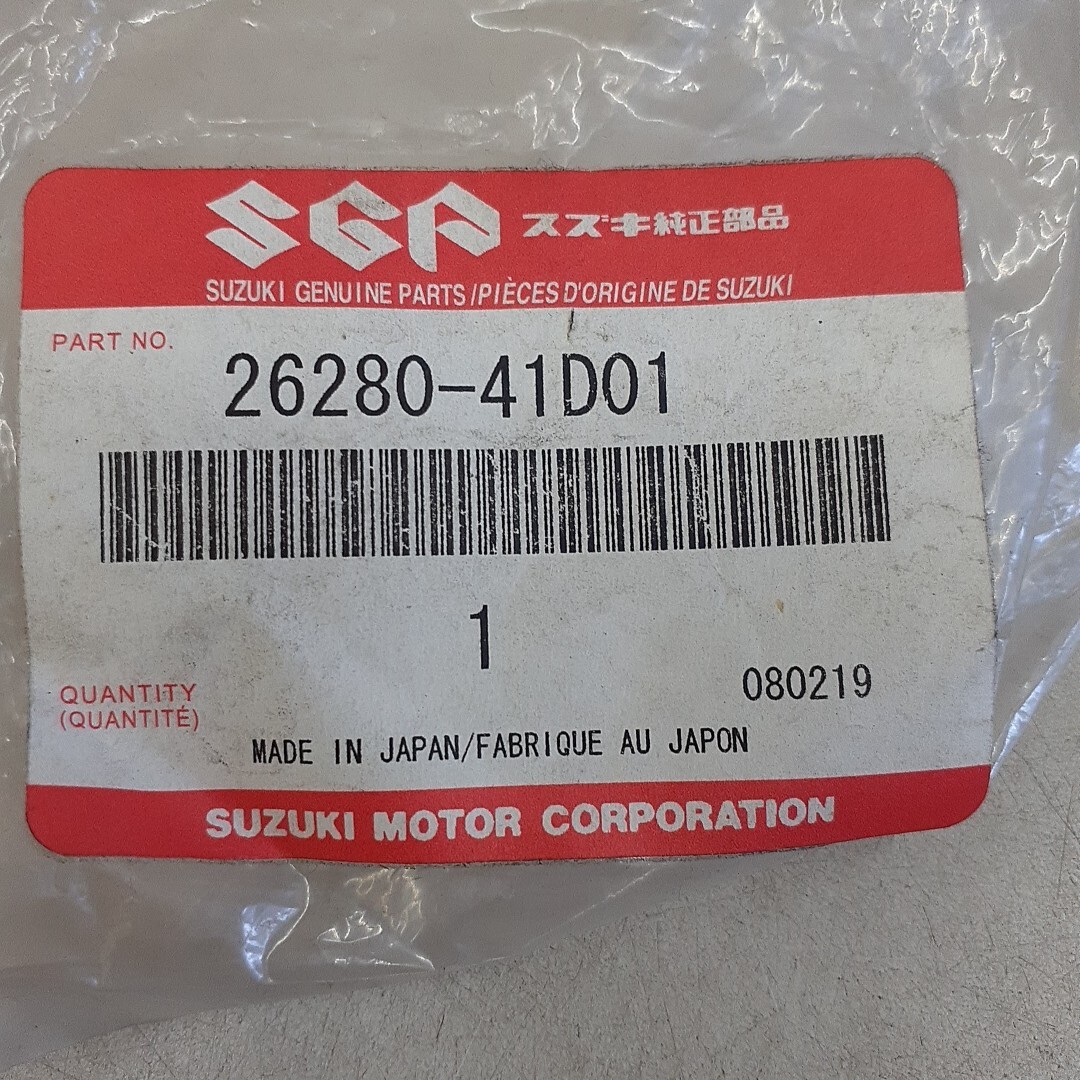 SGP スズキ純正部品
SUZUKI GENUINE PARTS/PIÈCES D'ORIGINE DE SUZUKI
PART NO.
26280-41D01
1
080219
QUANTITY
(QUANTITÉ)
MADE IN JAPAN/FABRIQUE AU JAPON
SUZUKI MOTOR CORPORATION